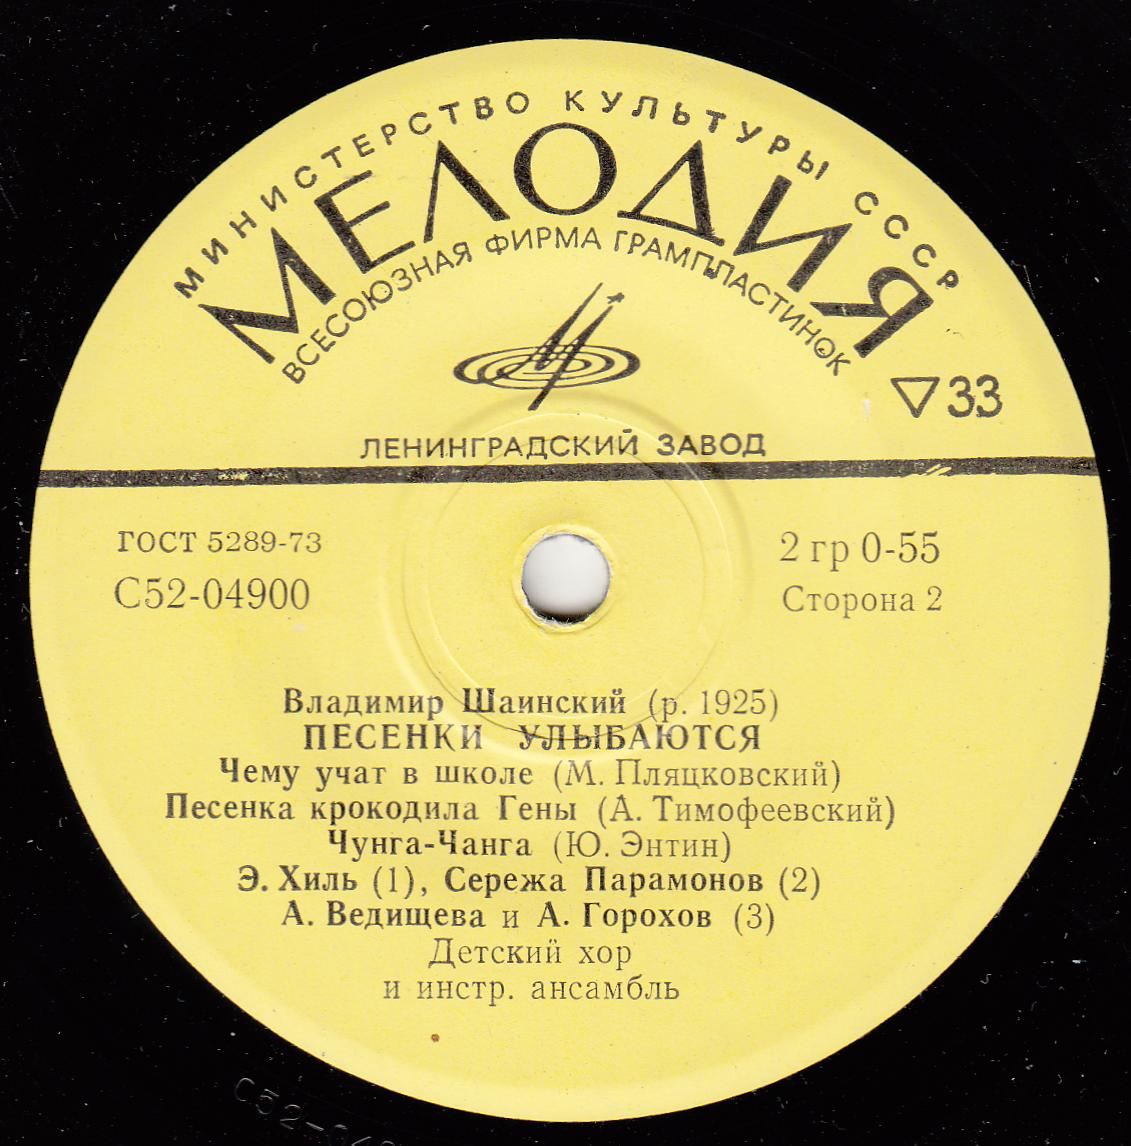 МИНИСТЕРСТВО КУЛЬТУРЫ СССР
МЕЛОДИЯ
ВСЕСОЮЗНАЯ ФИРМА ГРАМПЛАСТИНОК
▽33
ЛЕНИНГРАДСКИЙ ЗАВОД
ГОСТ 5289-73
2 гр 0-55
С52-04900
Сторона 2
Владимир Шаинский (р. 1925)
ПЕСЕНКИ УЛЫБАЮТСЯ
Чему учат в школе (М. Пляцковский)
Песенка крокодила Гены (А. Тимофеевский)
Чунга-Чанга (Ю. Энтин)
Э. Хиль (1), Сережа Парамонов (2)
А. Ведищева и А. Горохов (3)
Детский хор
и инстр. ансамбль